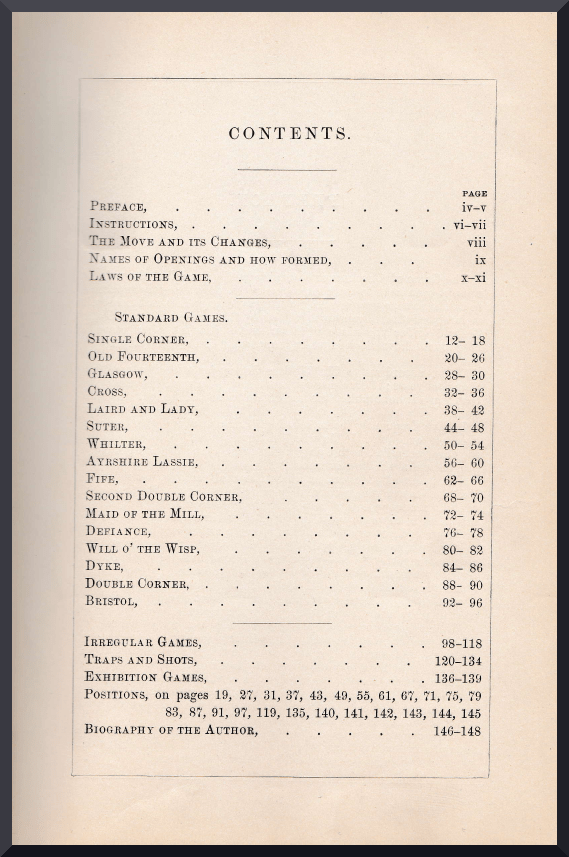 CONTENTS.
PAGE
PREFACE, . . . . . . . . . iv–v
INSTRUCTIONS, . . . . . . . . . vi–vii
THE MOVE AND ITS CHANGES, . . . . viii
NAMES OF OPENINGS AND HOW FORMED, . . . ix
LAWS OF THE GAME, . . . . . . x–xi
STANDARD GAMES.
SINGLE CORNER, . . . . . . . 12– 18
OLD FOURTEENTH, . . . . . . . 20– 26
GLASGOW, . . . . . . . . 28– 30
CROSS, . . . . . . . . 32– 36
LAIRD AND LADY, . . . . . . 38– 42
SUTER, . . . . . . . . 44– 48
WHILTER, . . . . . . . . 50– 54
AYRSHIRE LASSIE, . . . . . . . 56– 60
FIFE, . . . . . . . . . 62– 66
SECOND DOUBLE CORNER, . . . . . 68– 70
MAID OF THE MILL, . . . . . . 72– 74
DEFIANCE, . . . . . . . 76– 78
WILL O' THE WISP, . . . . . . 80– 82
DYKE, . . . . . . . . 84– 86
DOUBLE CORNER, . . . . . . . 88– 90
BRISTOL, . . . . . . . . 92– 96
IRREGULAR GAMES, . . . . . . 98–118
TRAPS AND SHOTS, . . . . . . . 120–134
EXHIBITION GAMES, . . . . . . 136–139
POSITIONS, on pages 19, 27, 31, 37, 43, 49, 55, 61, 67, 71, 75, 79
83, 87, 91, 97, 119, 135, 140, 141, 142, 143, 144, 145
BIOGRAPHY OF THE AUTHOR, . . . . 146–148